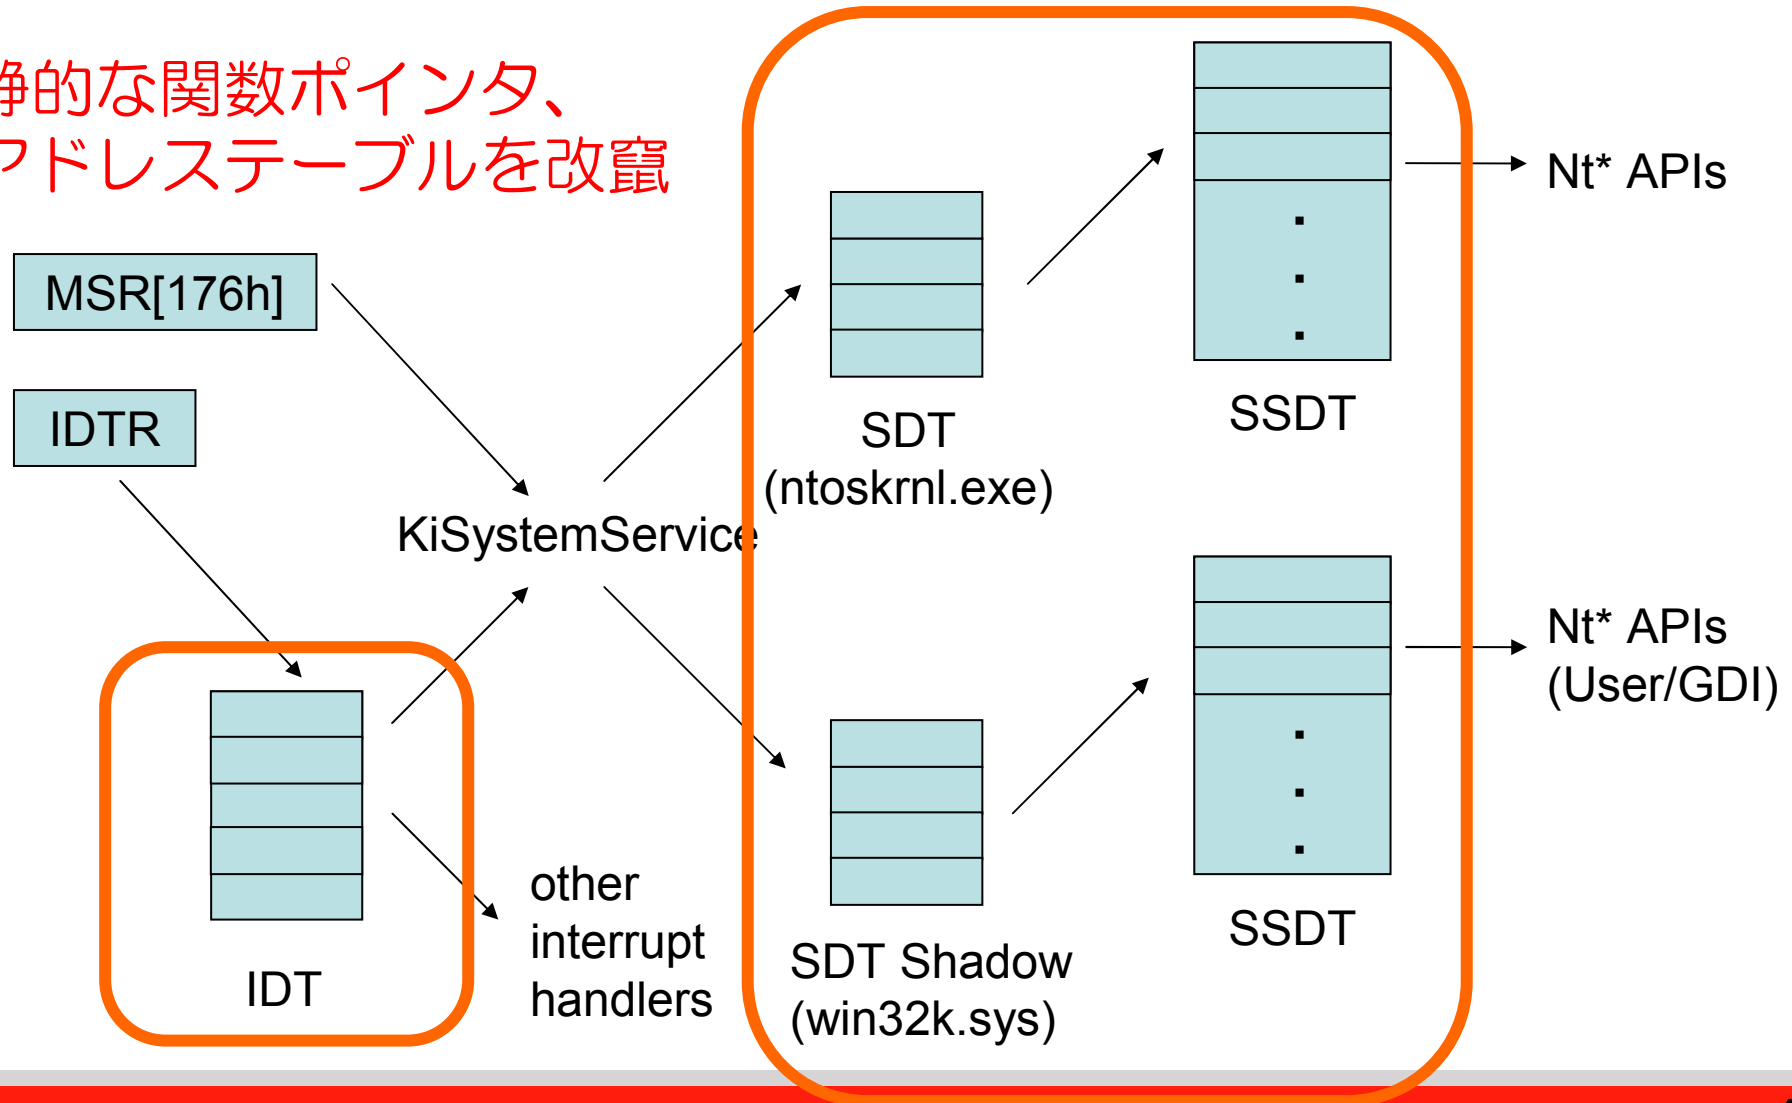 静的な関数ポインタ、
アドレステーブルを改竄
MSR[176h]
IDTR
KiSystemService
IDT
other
interrupt
handlers
SDT
(ntoskrnl.exe)
SSDT
Nt* APIs
SDT Shadow
(win32k.sys)
SSDT
Nt* APIs
(User/GDI)